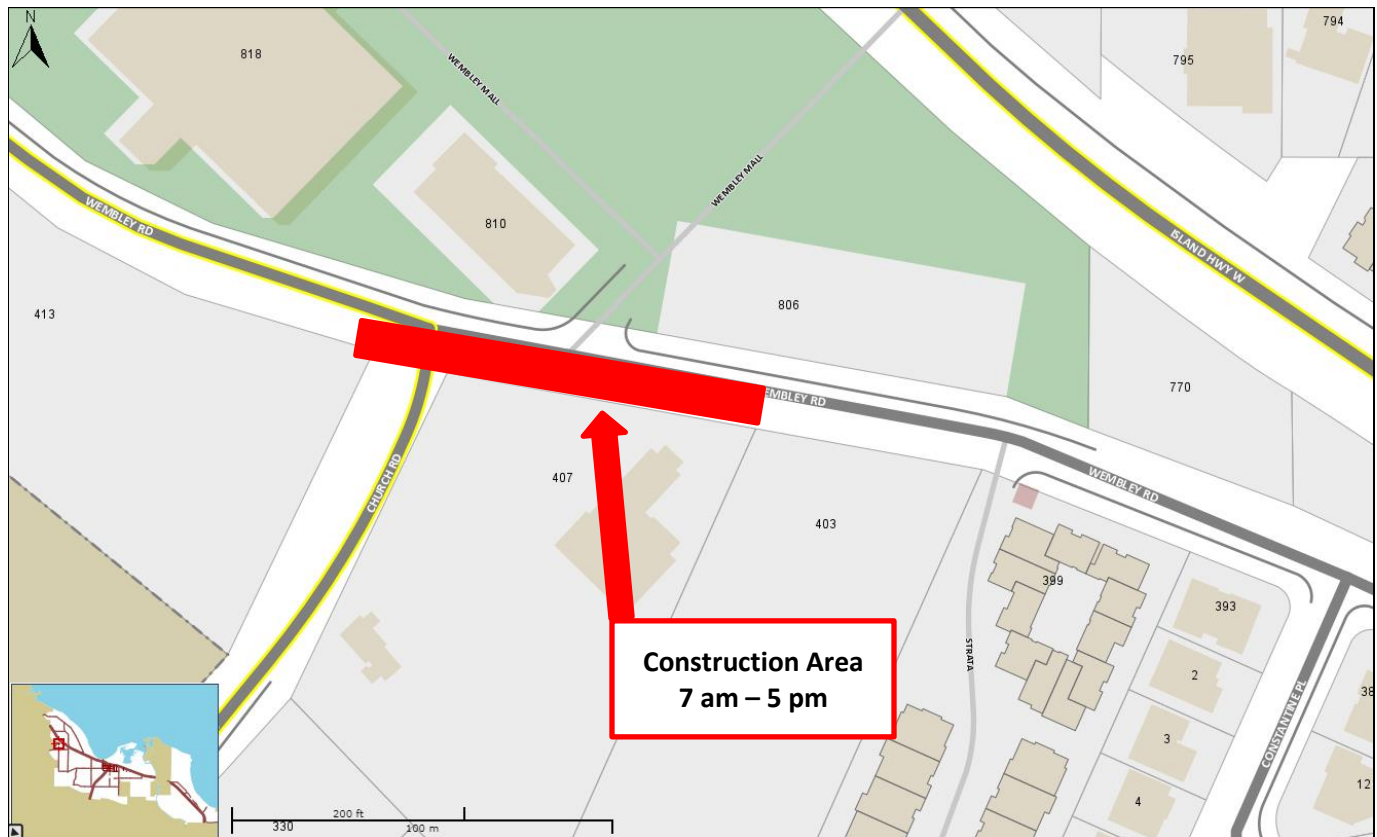 N
818
794
795
WEMBLEY MALL
WEMBLEY MALL
WEMBLEY RD
810
ISLAND HWY W
413
806
770
EMBLEY RD
WEMBLEY RD
CHURCH RD
407
403
399
393
STRATA
Construction Area
7 am – 5 pm
2
3
4
CONSTANTINE PL
38
12
200 ft
330
100 m